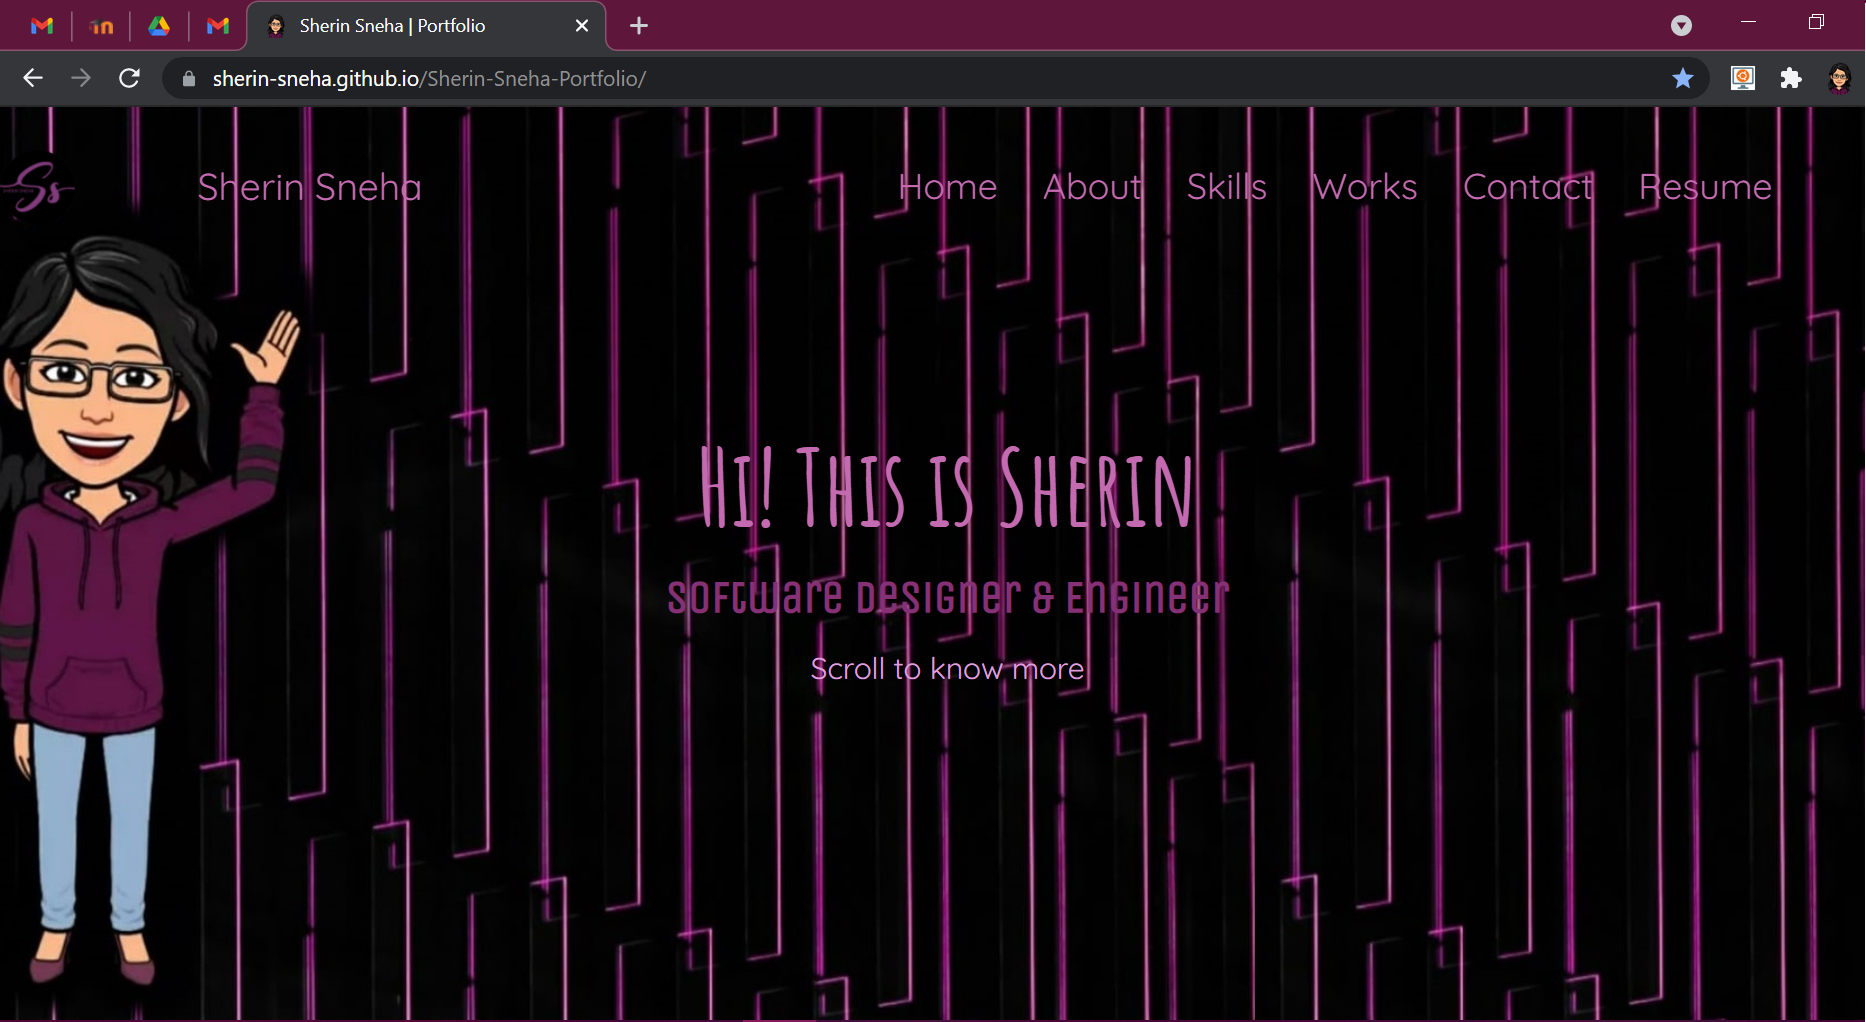 Sherin Sneha | Portfolio
sherin-sneha.github.io/Sherin-Sneha-Portfolio/
Ss
Sherin Sneha
Home About Skills Works Contact Resume
Hi! This is Sherin
Software Designer & Engineer
Scroll to know more